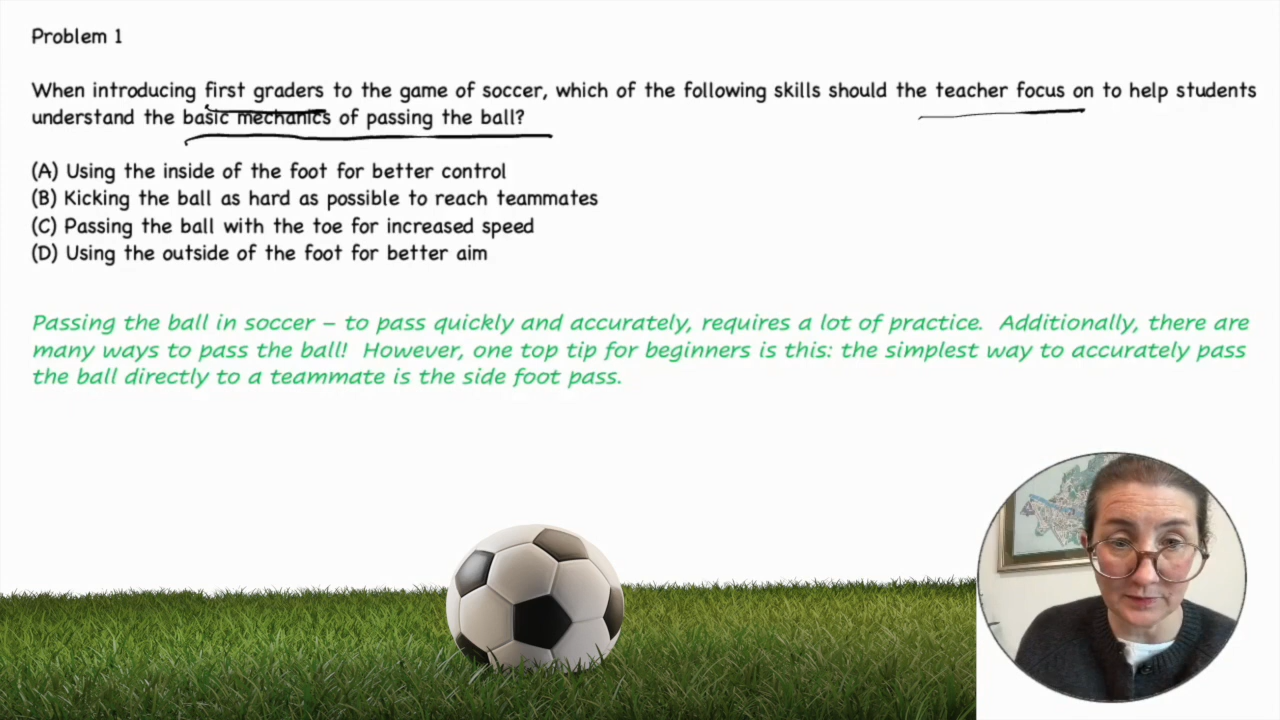 Problem 1
When introducing first graders to the game of soccer, which of the following skills should the teacher focus on to help students
understand the basic mechanics of passing the ball?
(A) Using the inside of the foot for better control
(B) Kicking the ball as hard as possible to reach teammates
(C) Passing the ball with the toe for increased speed
(D) Using the outside of the foot for better aim
Passing the ball in soccer – to pass quickly and accurately, requires a lot of practice. Additionally, there are
many ways to pass the ball! However, one top tip for beginners is this: the simplest way to accurately pass
the ball directly to a teammate is the side foot pass.